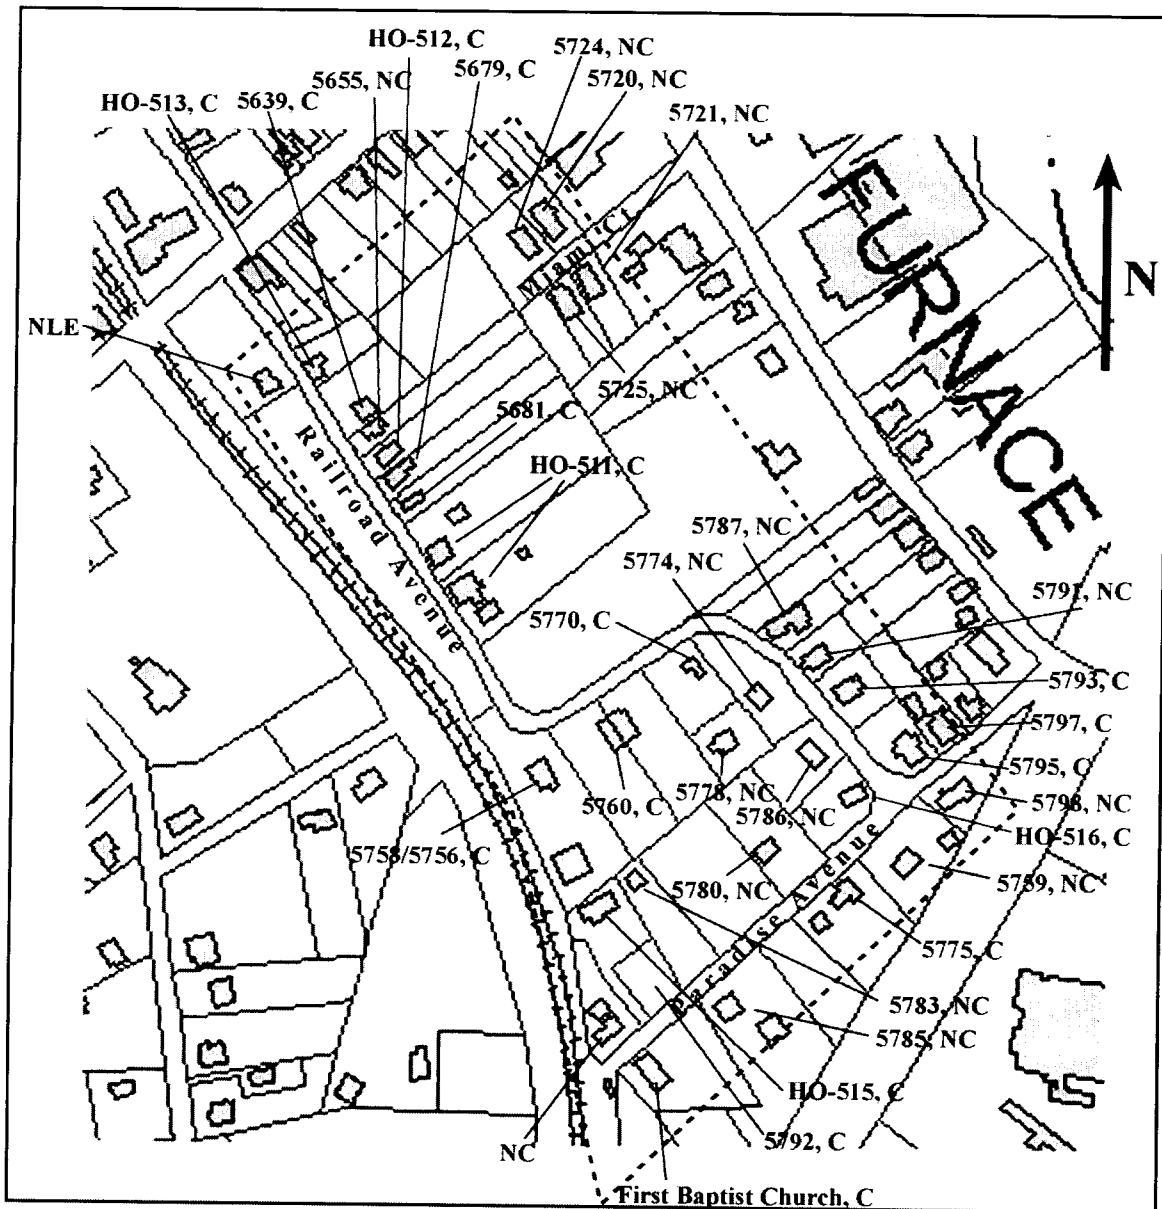 HO-512, C
5724, NC
5679, C
5720, NC
5655, NC
HO-513, C
5639, C
5721, NC
FURNACE
Miam Ct
N
NLE
5725, NC
5681, C
Railroad Avenue
HO-511, C
5787, NC
5774, NC
5791, NC
5770, C
5793, C
5797, C
5795, C
5778, NC
5798, NC
5760, C
5786, NC
HO-516, C
5758/5756, C
5780, NC
5759, NC
Paradise Avenue
5775, C
5783, NC
5785, NC
HO-515, C
5792, C
NC
First Baptist Church, C